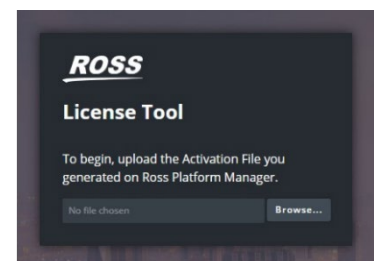 ROSS
License Tool
To begin, upload the Activation File you
generated on Ross Platform Manager.
No file chosen
Browse...